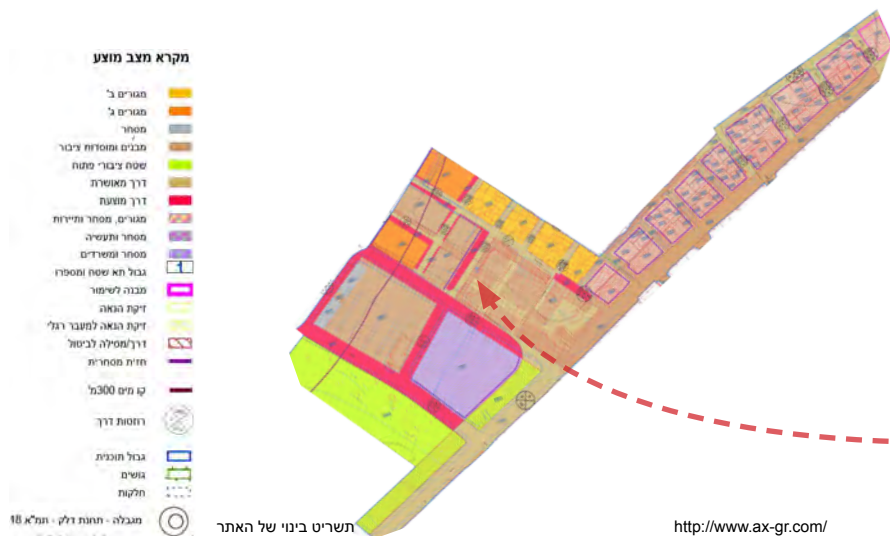 מקרא מצב מוצע
מגורים ב'
מגורים ג'
מסחר
מבנים ומוסדות ציבור
שטח ציבורי פתוח
דרך מאושרת
דרך מוצעת
מגורים, מסחר ותיירות
מסחר ותעשיה
מסחר ומשרדים
גבול תא שטח ומספרו
1
מבנה לשימור
זיקת הנאה
זיקת הנאה למעבר רגלי
דרך/מסילה לביטול
חזית מסחרית
קו מים 300מ'
רוזטות דרך
גבול תוכנית
גושים
חלקות
מגבלה - תחנת דלק - תמ"א 18
תשריט בינוי של האתר
http://www.ax-gr.com/